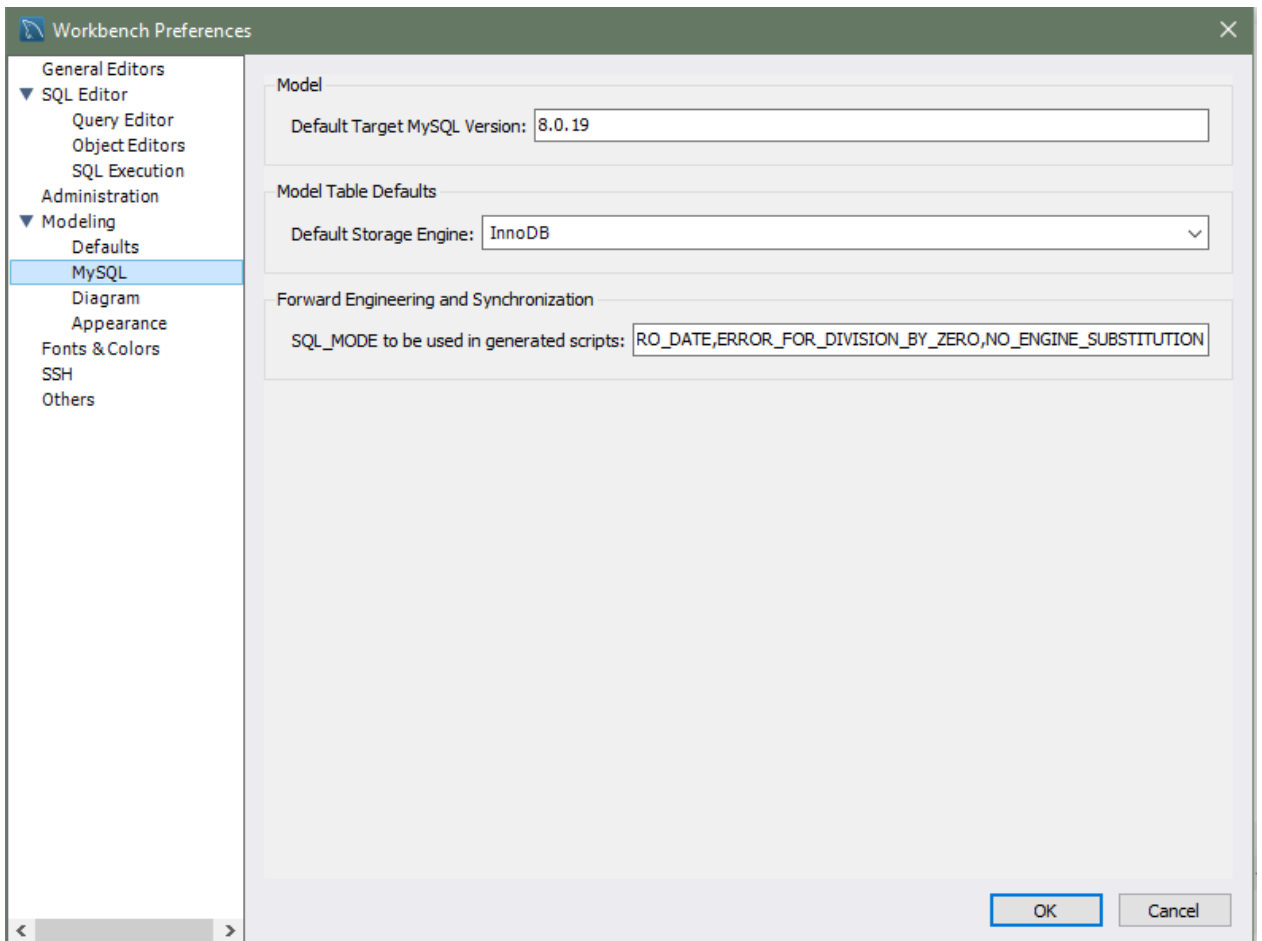 Workbench Preferences
General Editors
SQL Editor
Query Editor
Object Editors
SQL Execution
Administration
Modeling
Defaults
MySQL
Diagram
Appearance
Fonts & Colors
SSH
Others
Model
Default Target MySQL Version: 8.0.19
Model Table Defaults
Default Storage Engine: InnoDB
Forward Engineering and Synchronization
SQL_MODE to be used in generated scripts: RO_DATE,ERROR_FOR_DIVISION_BY_ZERO,NO_ENGINE_SUBSTITUTION
OK Cancel